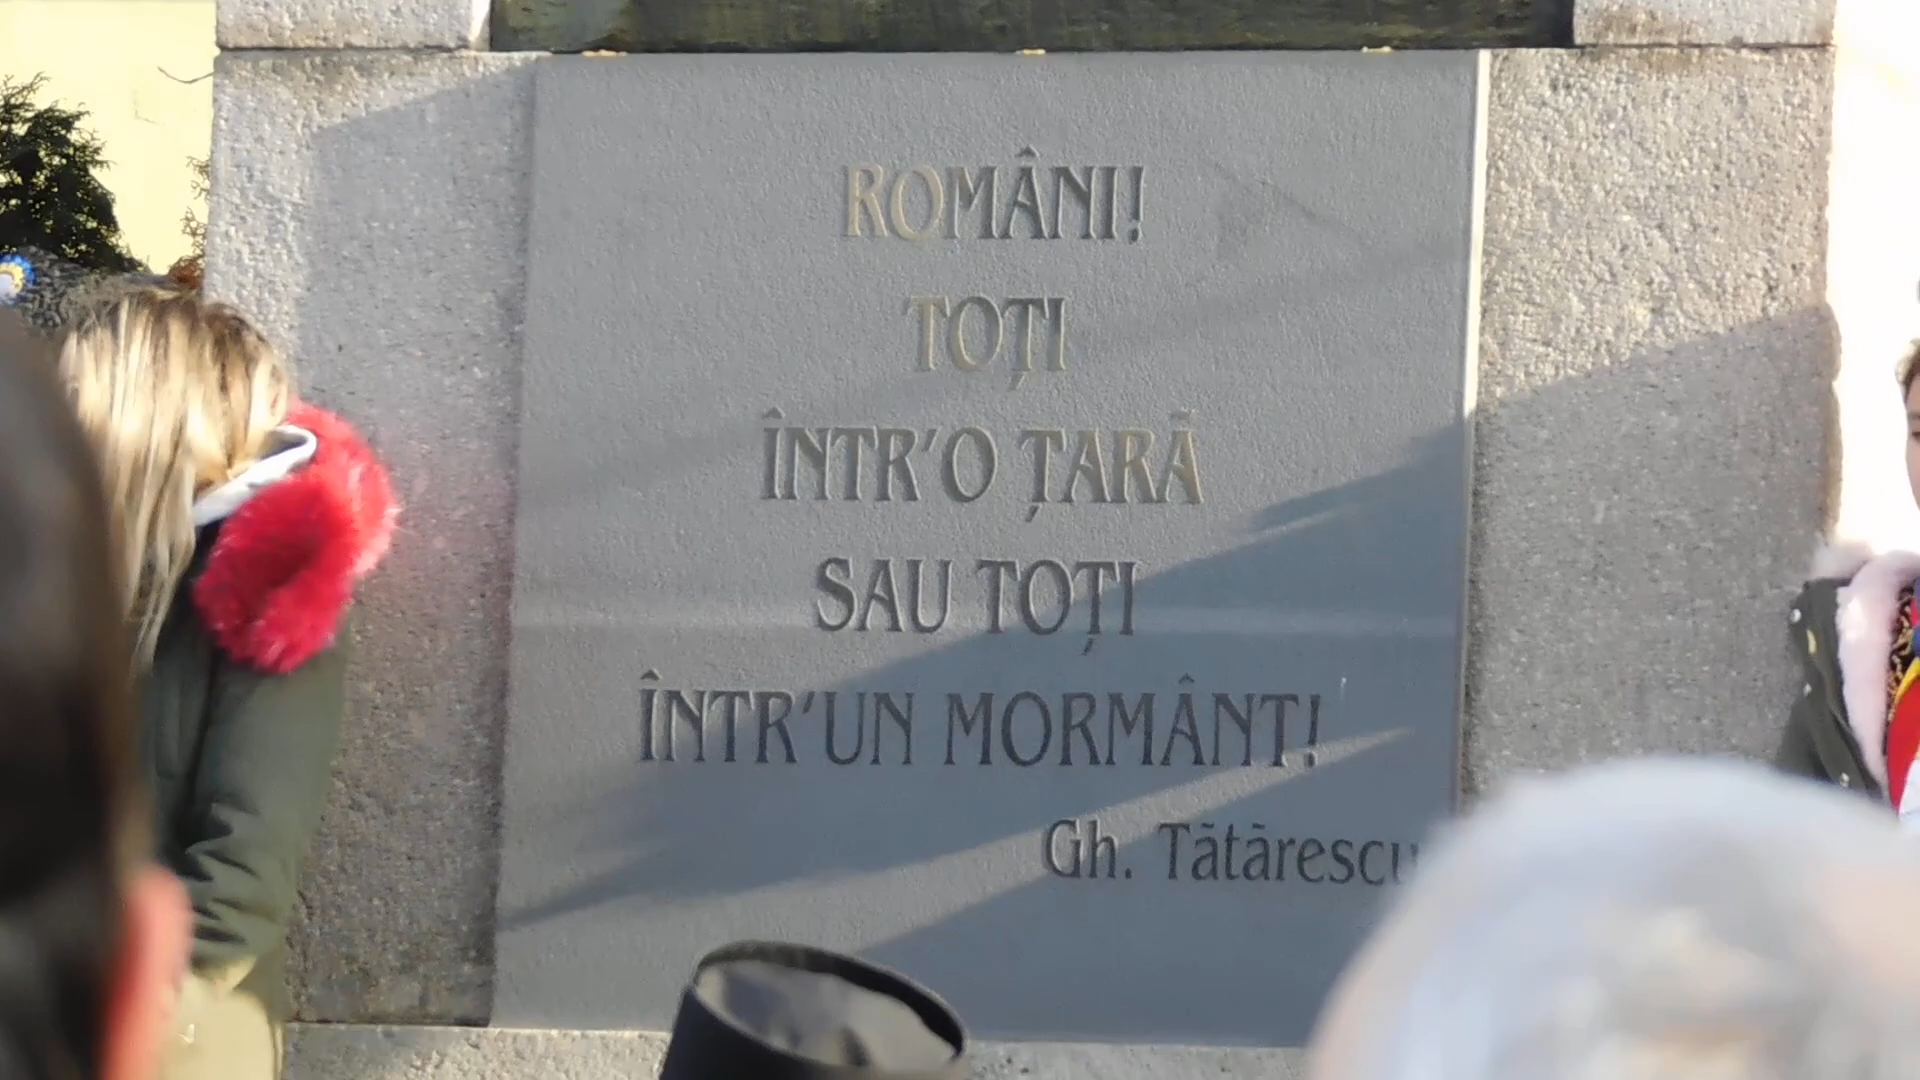 ROMÂNI!
TOȚI
ÎNTR'O ȚARĂ
SAU TOȚI
ÎNTR'UN MORMÂNT!
Gh. Tătărescu